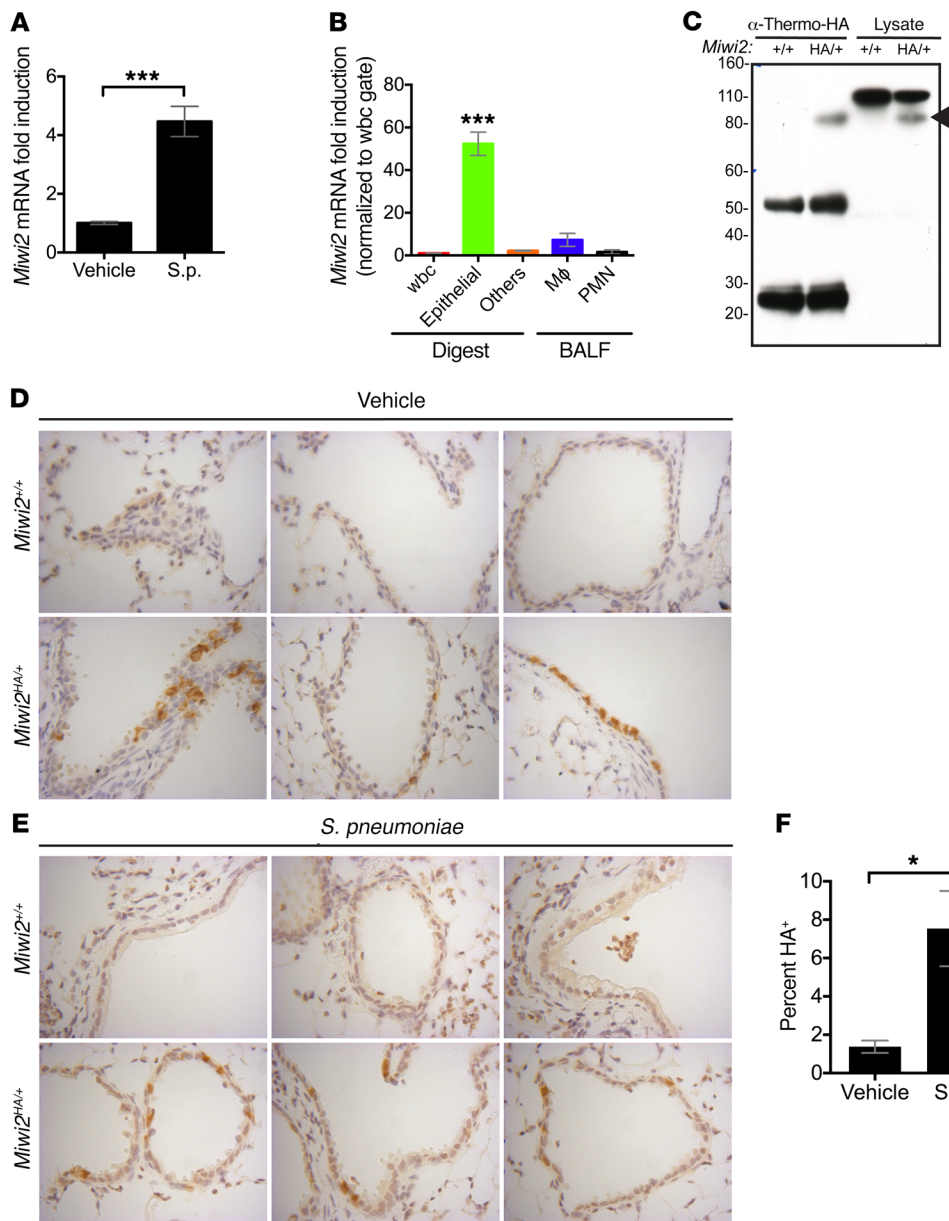 A
Miwi2 mRNA fold induction
6
4
2
0
***
Vehicle
S.p.
B
Miwi2 mRNA fold induction
(normalized to wbc gate)
80
60
40
20
0
***
wbc
Epithelial
Others
Mϕ
PMN
Digest
BALF
C
α-Thermo-HA Lysate
Miwi2: +/+ HA/+ +/+ HA/+
160-
110-
80-
60-
50-
40-
30-
20-
D
Vehicle
Miwi2+/+
Miwi2HA/+
E
S. pneumoniae
Miwi2+/+
Miwi2HA/+
F
Percent HA+
10
8
6
4
2
0
*
Vehicle
S